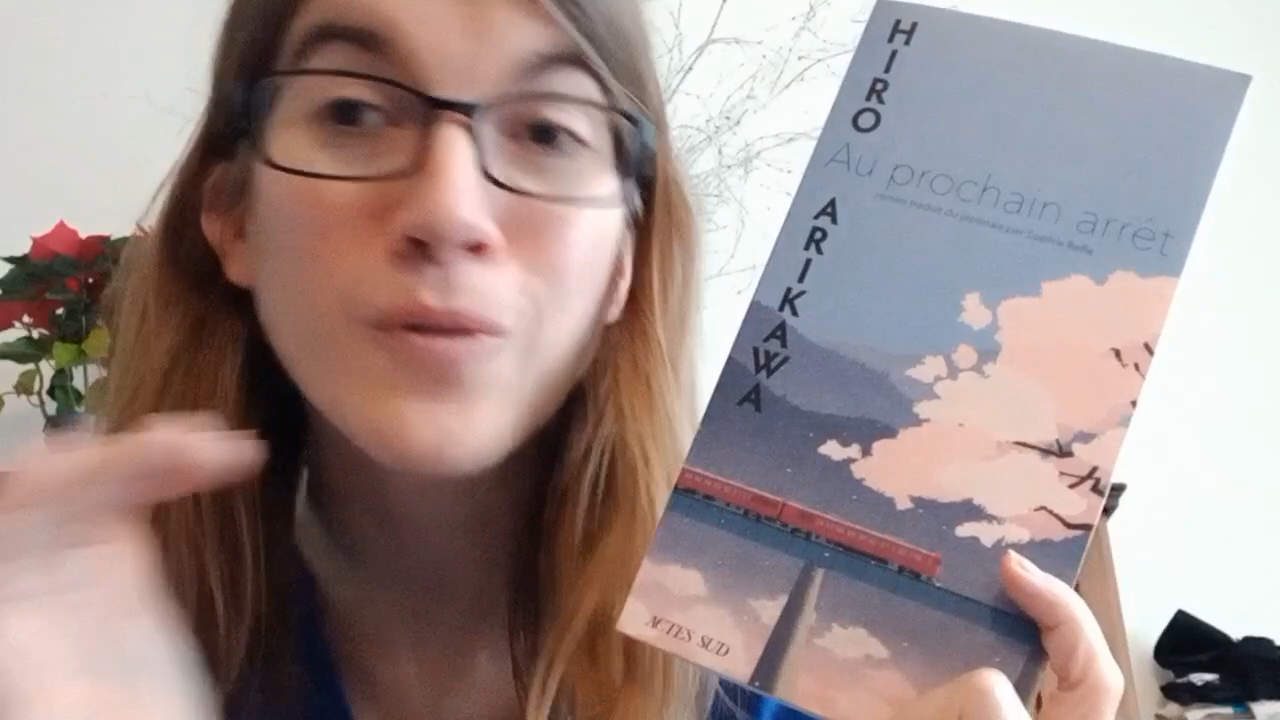 HIRO
ARIKAWA
Au prochain arrêt
roman traduit du japonais par Sophie Refle
ACTES SUD